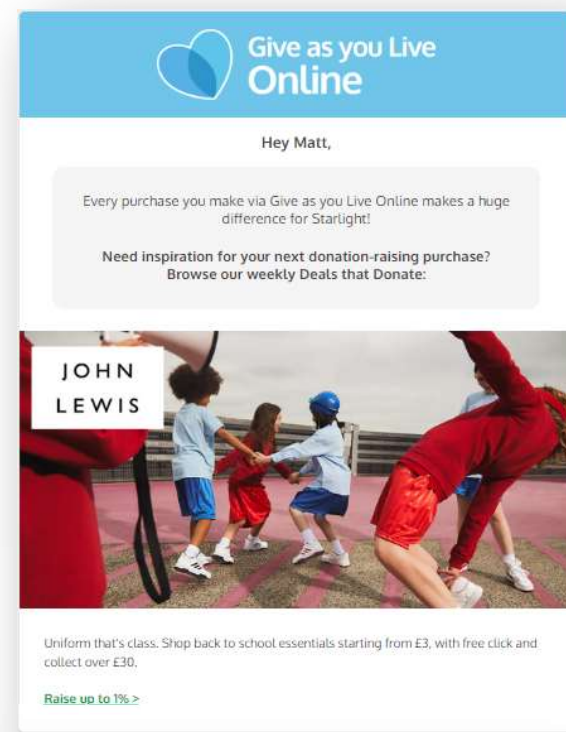 Give as you Live
Online
Hey Matt,
Every purchase you make via Give as you Live Online makes a huge
difference for Starlight!
Need inspiration for your next donation-raising purchase?
Browse our weekly Deals that Donate:
JOHN
LEWIS
Uniform that's class. Shop back to school essentials starting from £3, with free click and
collect over £30.
Raise up to 1% >